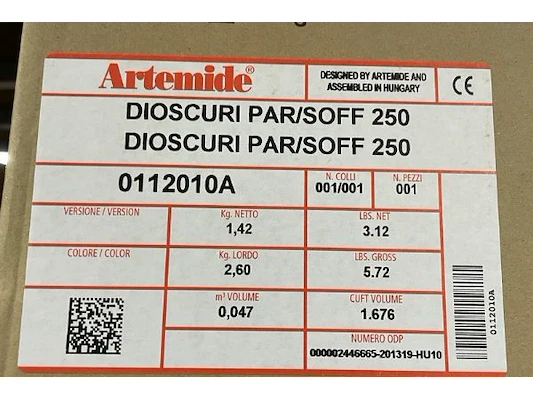 Artemide®
DESIGNED BY ARTEMIDE AND
ASSEMBLED IN HUNGARY
CE
DIOSCURI PAR/SOFF 250
DIOSCURI PAR/SOFF 250
0112010A
N. COLLI
001/001
N. PEZZI
001
VERSIONE / VERSION
Kg. NETTO
1,42
LBS. NET
3.12
COLORE / COLOR
Kg. LORDO
2,60
LBS. GROSS
5.72
m³ VOLUME
0,047
CUFT VOLUME
1.676
NUMERO ODP
000002446665-201319-HU10
0112010A